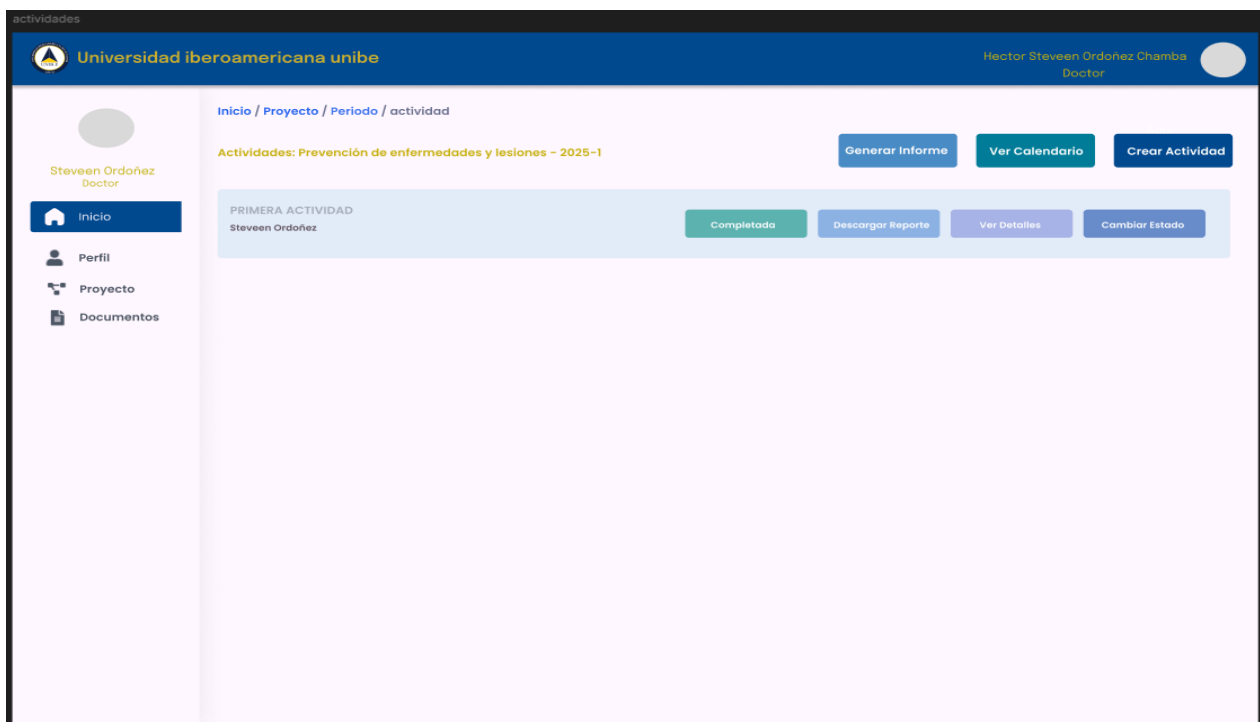 actividades
Universidad iberoamericana unibe
Hector Steveen Ordoñez Chamba
Doctor
Steveen Ordoñez
Doctor
Inicio
Perfil
Proyecto
Documentos
Inicio / Proyecto / Periodo / actividad
Actividades: Prevención de enfermedades y lesiones - 2025-1
Generar Informe
Ver Calendario
Crear Actividad
PRIMERA ACTIVIDAD
Steveen Ordoñez
Completada
Descargar Reporte
Ver Detalles
Cambiar Estado